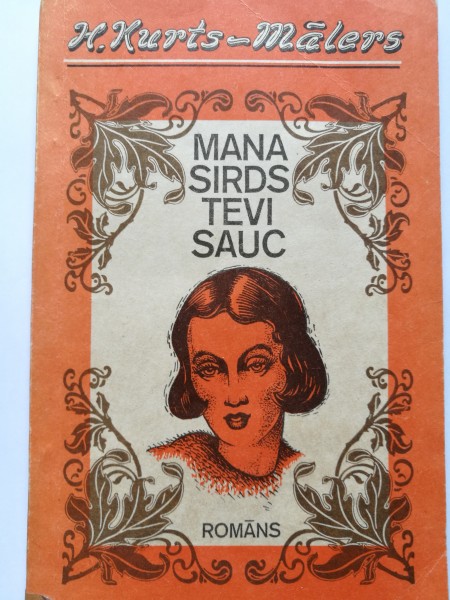 H. Kurts-Mālers
MANA
SIRDS
TEVI
SAUC
ROMĀNS